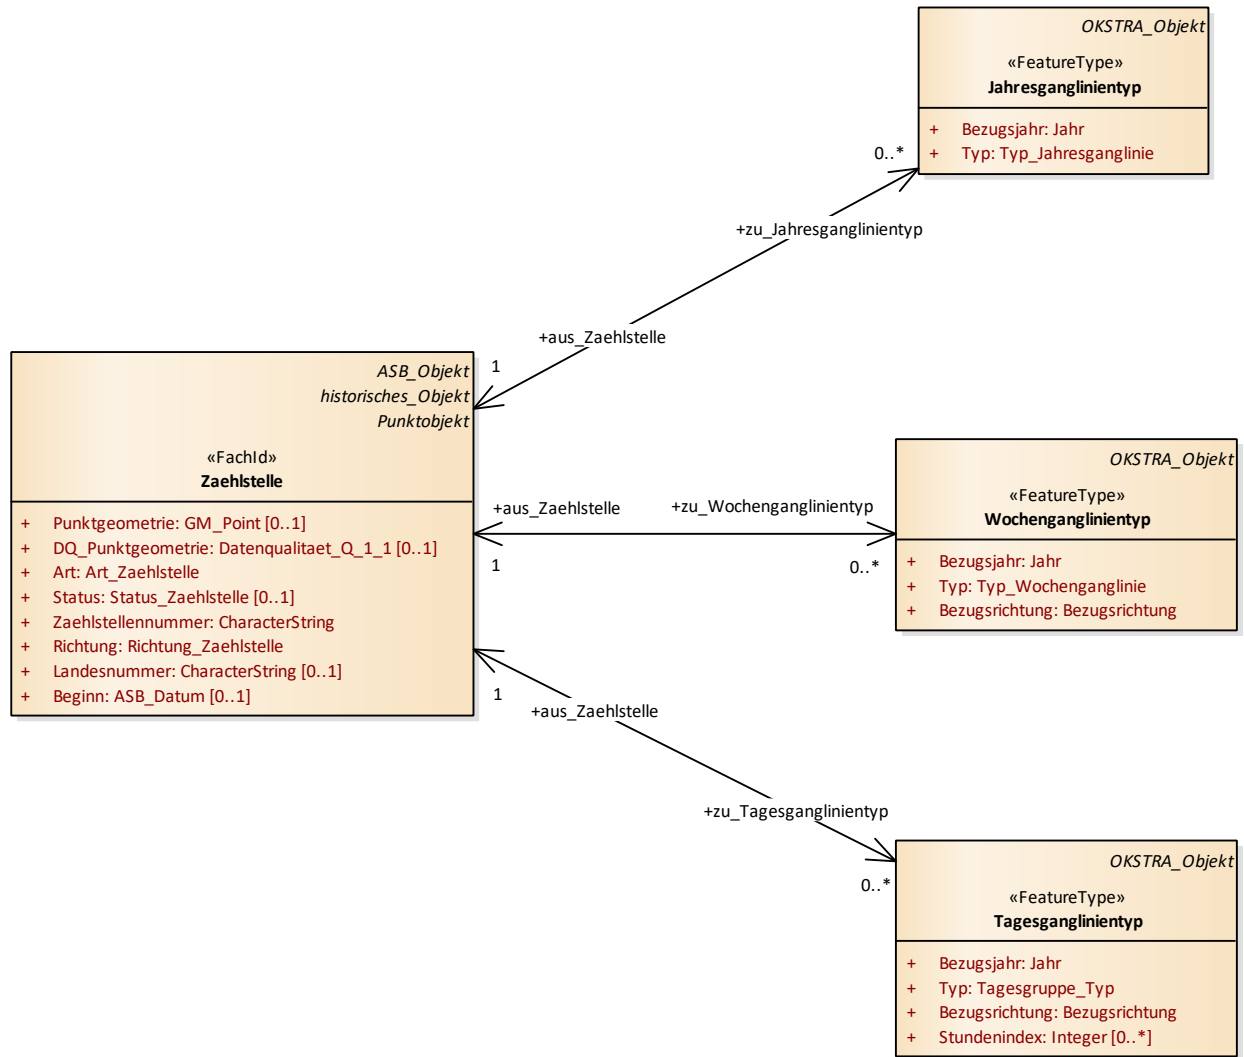 OKSTRA_Objekt
«FeatureType»
Jahresganglinientyp
+ Bezugsjahr: Jahr
+ Typ: Typ_Jahresganglinie
0..*
+zu_Jahresganglinientyp
+aus_Zaehlstelle
1
ASB_Objekt
historisches_Objekt
Punktobjekt
«FachId»
Zaehlstelle
+ Punktgeometrie: GM_Point [0..1]
+ DQ_Punktgeometrie: Datenqualitaet_Q_1_1 [0..1]
+ Art: Art_Zaehlstelle
+ Status: Status_Zaehlstelle [0..1]
+ Zaehlstellennummer: CharacterString
+ Richtung: Richtung_Zaehlstelle
+ Landesnummer: CharacterString [0..1]
+ Beginn: ASB_Datum [0..1]
+aus_Zaehlstelle
+zu_Wochenganglinientyp
1
0..*
OKSTRA_Objekt
«FeatureType»
Wochenganglinientyp
+ Bezugsjahr: Jahr
+ Typ: Typ_Wochenganglinie
+ Bezugsrichtung: Bezugsrichtung
1
+aus_Zaehlstelle
+zu_Tagesganglinientyp
0..*
OKSTRA_Objekt
«FeatureType»
Tagesganglinientyp
+ Bezugsjahr: Jahr
+ Typ: Tagesgruppe_Typ
+ Bezugsrichtung: Bezugsrichtung
+ Stundenindex: Integer [0..*]